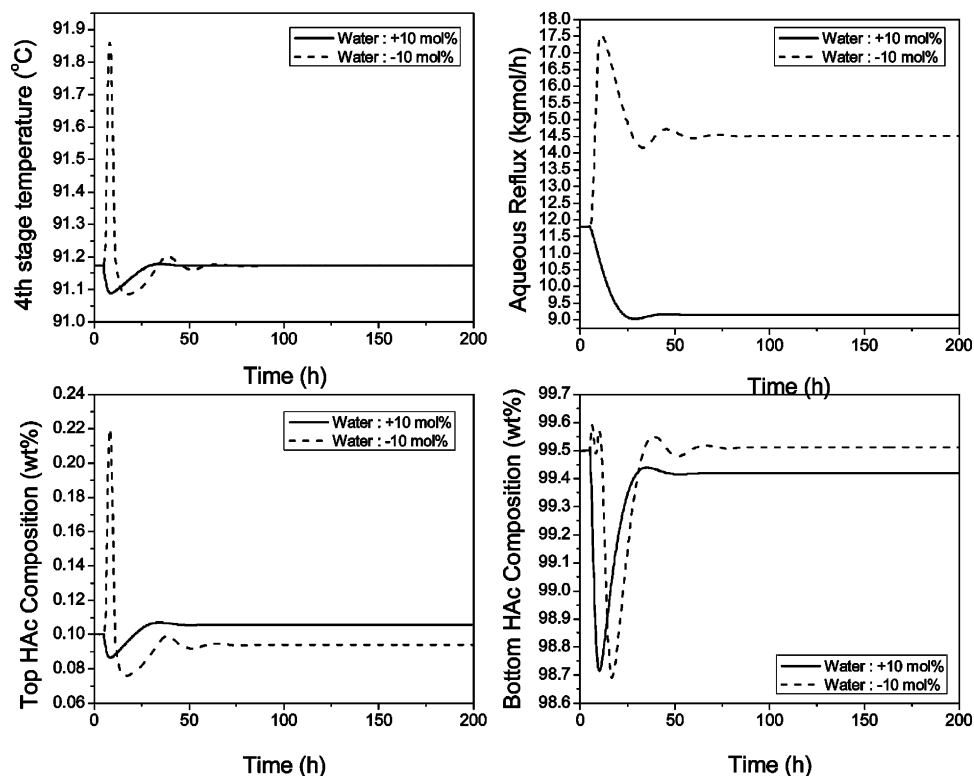 4th stage temperature (°C)
91.9
91.8
91.7
91.6
91.5
91.4
91.3
91.2
91.1
91.0
Water : +10 mol%
Water : -10 mol%
0 50 100 150 200
Time (h)
Aqueous Reflux (kgmol/h)
18.0
17.5
17.0
16.5
16.0
15.5
15.0
14.5
14.0
13.5
13.0
12.5
12.0
11.5
11.0
10.5
10.0
9.5
9.0
Water : +10 mol%
Water : -10 mol%
0 50 100 150 200
Time (h)
Top HAc Composition (wt%)
0.24
0.22
0.20
0.18
0.16
0.14
0.12
0.10
0.08
0.06
Water : +10 mol%
Water : -10 mol%
0 50 100 150 200
Time (h)
Bottom HAc Composition (wt%)
99.7
99.6
99.5
99.4
99.3
99.2
99.1
99.0
98.9
98.8
98.7
98.6
Water : +10 mol%
Water : -10 mol%
0 50 100 150 200
Time (h)